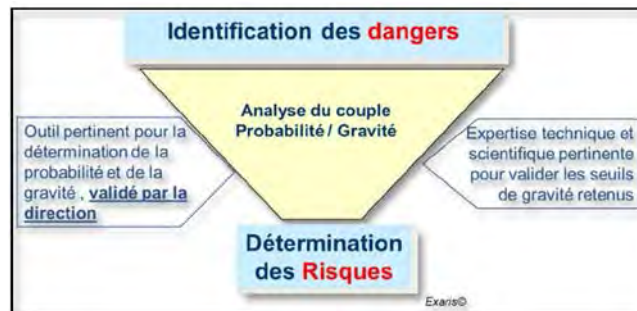 Identification des dangers
Analyse du couple
Probabilité / Gravité
Outil pertinent pour la
détermination de la
probabilité et de la
gravité , validé par la
direction
Expertise technique et
scientifique pertinente
pour valider les seuils
de gravité retenus
Détermination
des Risques
Exaris©